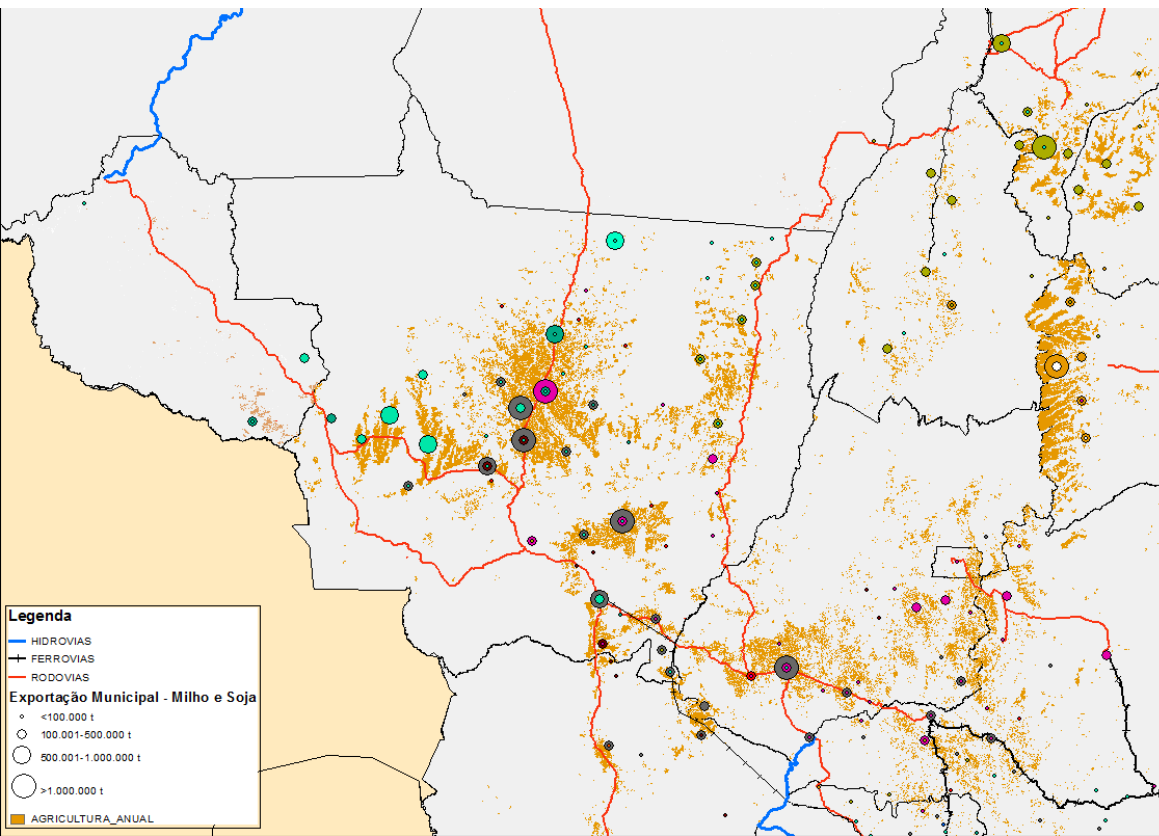 Legenda
HIDROVIAS
FERROVIAS
RODOVIAS
Exportação Municipal - Milho e Soja
<100.000 t
100.001-500.000 t
500.001-1.000.000 t
>1.000.000 t
AGRICULTURA_ANUAL